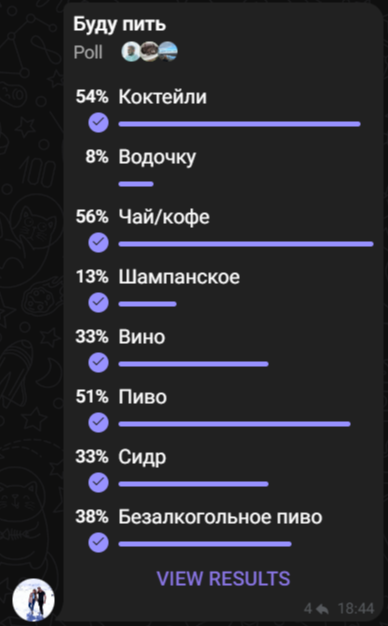 Буду пить
Poll
54% Коктейли
8% Водочку
56% Чай/кофе
13% Шампанское
33% Вино
51% Пиво
33% Сидр
38% Безалкогольное пиво
VIEW RESULTS
4 18:44